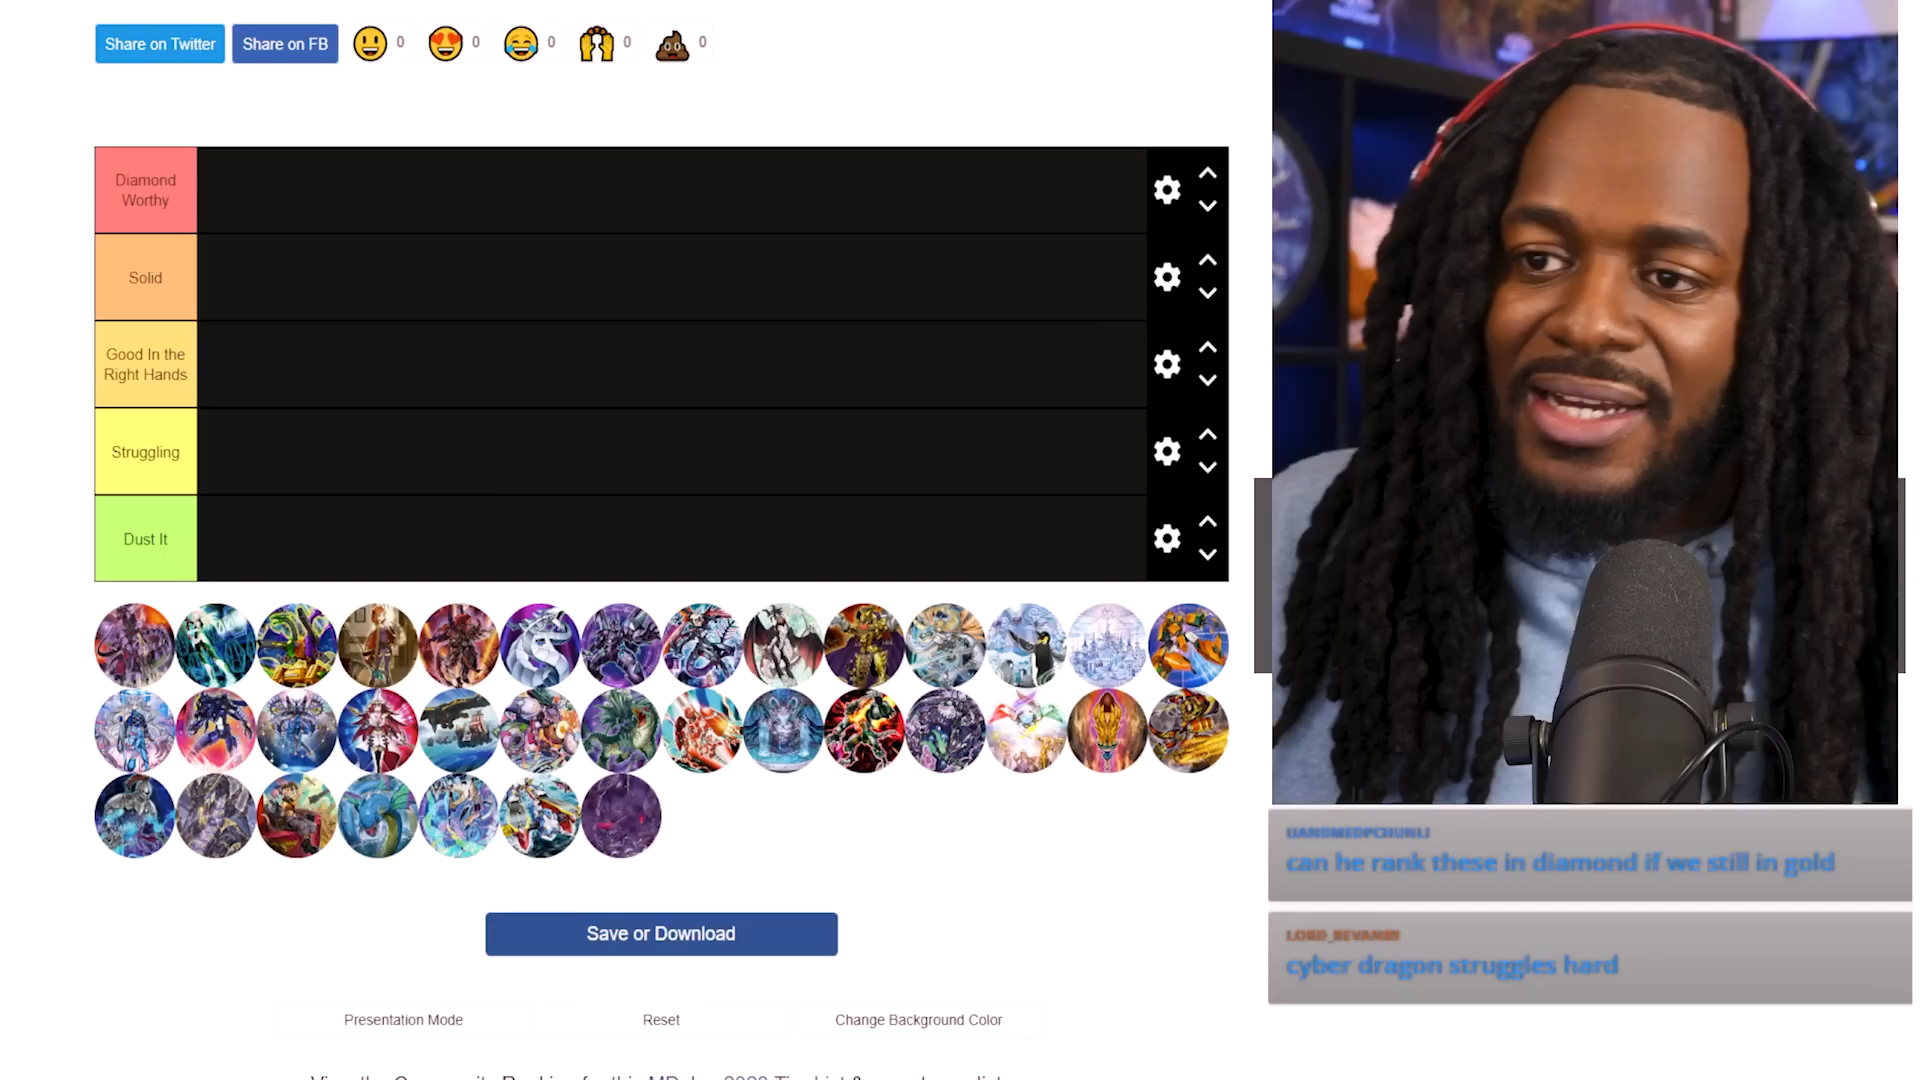 Share on Twitter
Share on FB
0
0
0
0
0
Diamond
Worthy
Solid
Good In the
Right Hands
Struggling
Dust It
Save or Download
Presentation Mode
Reset
Change Background Color
can he rank these in diamond if we still in gold
cyber dragon struggles hard